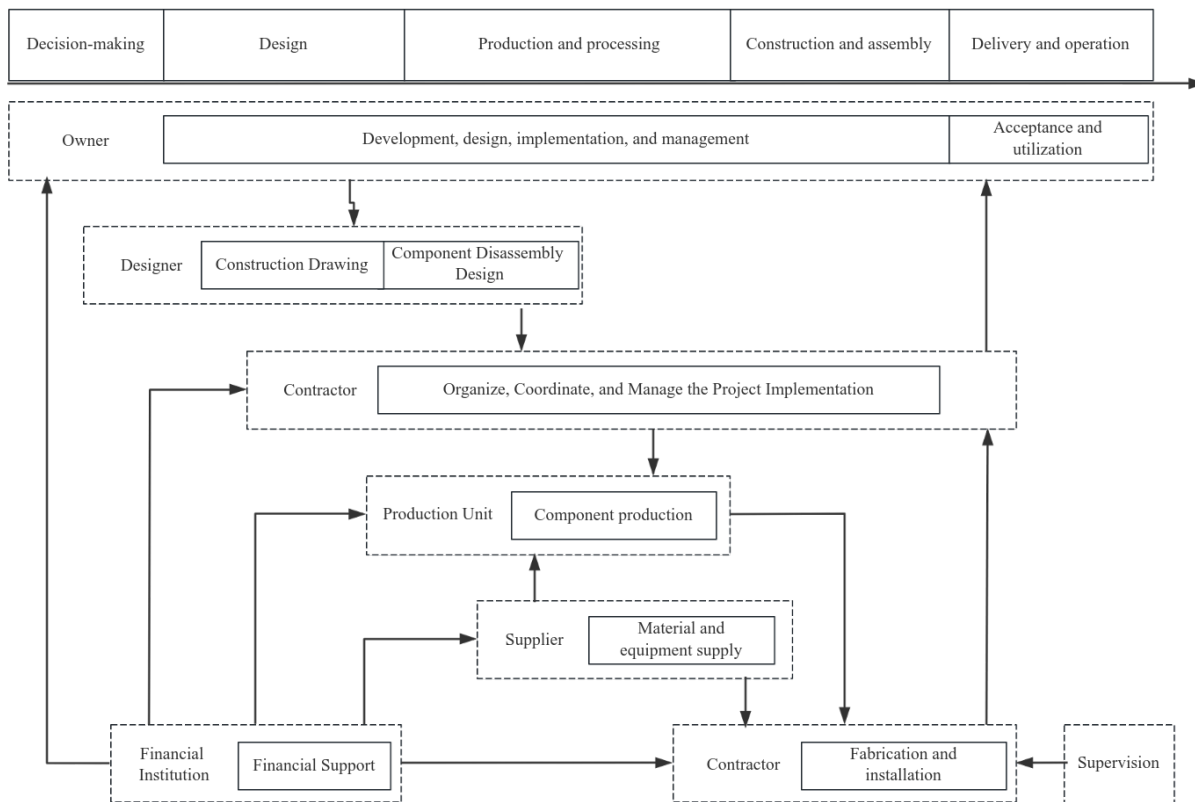 Decision-making
Design
Production and processing
Construction and assembly
Delivery and operation
Owner
Development, design, implementation, and management
Acceptance and
utilization
Designer
Construction Drawing
Component Disassembly
Design
Contractor
Organize, Coordinate, and Manage the Project Implementation
Production Unit
Component production
Supplier
Material and
equipment supply
Financial
Institution
Financial Support
Contractor
Fabrication and
installation
Supervision